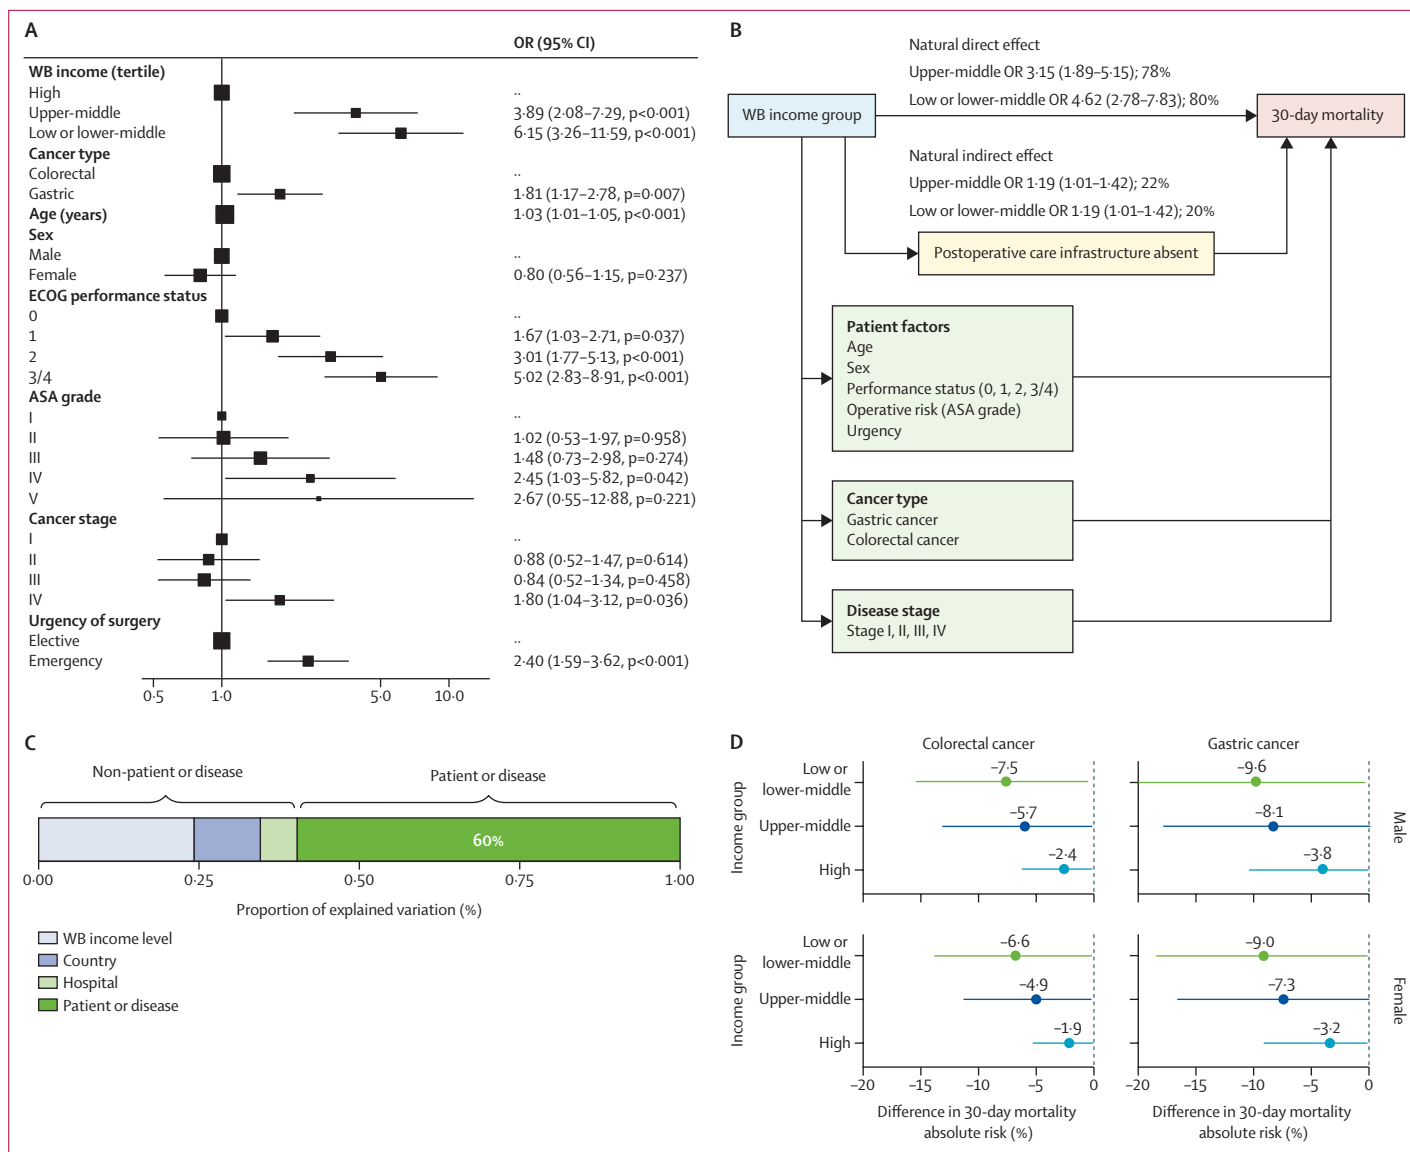 A
OR (95% CI)
WB income (tertile)
High ··
Upper-middle 3·89 (2·08–7·29, p<0·001)
Low or lower-middle 6·15 (3·26–11·59, p<0·001)
Cancer type
Colorectal ··
Gastric 1·81 (1·17–2·78, p=0·007)
Age (years) 1·03 (1·01–1·05, p<0·001)
Sex
Male ··
Female 0·80 (0·56–1·15, p=0·237)
ECOG performance status
0 ··
1 1·67 (1·03–2·71, p=0·037)
2 3·01 (1·77–5·13, p<0·001)
3/4 5·02 (2·83–8·91, p<0·001)
ASA grade
I ··
II 1·02 (0·53–1·97, p=0·958)
III 1·48 (0·73–2·98, p=0·274)
IV 2·45 (1·03–5·82, p=0·042)
V 2·67 (0·55–12·88, p=0·221)
Cancer stage
I ··
II 0·88 (0·52–1·47, p=0·614)
III 0·84 (0·52–1·34, p=0·458)
IV 1·80 (1·04–3·12, p=0·036)
Urgency of surgery
Elective ··
Emergency 2·40 (1·59–3·62, p<0·001)
0·5 1·0 5·0 10·0
B
Natural direct effect
Upper-middle OR 3·15 (1·89–5·15); 78%
Low or lower-middle OR 4·62 (2·78–7·83); 80%
WB income group
30-day mortality
Natural indirect effect
Upper-middle OR 1·19 (1·01–1·42); 22%
Low or lower-middle OR 1·19 (1·01–1·42); 20%
Postoperative care infrastructure absent
Patient factors
Age
Sex
Performance status (0, 1, 2, 3/4)
Operative risk (ASA grade)
Urgency
Cancer type
Gastric cancer
Colorectal cancer
Disease stage
Stage I, II, III, IV
C
Non-patient or disease
Patient or disease
60%
0·00 0·25 0·50 0·75 1·00
Proportion of explained variation (%)
WB income level
Country
Hospital
Patient or disease
D
Colorectal cancer
Gastric cancer
Income group
Low or
lower-middle
Upper-middle
High
–7·5
–5·7
–2·4
–9·6
–8·1
–3·8
Male
Income group
Low or
lower-middle
Upper-middle
High
–6·6
–4·9
–1·9
–9·0
–7·3
–3·2
Female
–20 –15 –10 –5 0
Difference in 30-day mortality
absolute risk (%)
–20 –15 –10 –5 0
Difference in 30-day mortality
absolute risk (%)